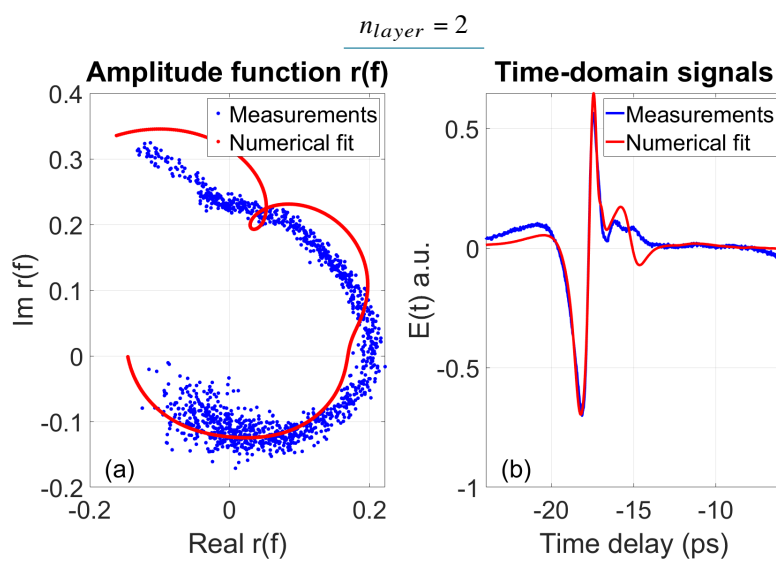 n_layer = 2
Amplitude function r(f)
Time-domain signals
0.4
0.3
0.2
0.1
0
-0.1
-0.2
Im r(f)
Measurements
Numerical fit
(a)
-0.2
0
0.2
Real r(f)
0.5
0
-0.5
-1
E(t) a.u.
Measurements
Numerical fit
(b)
-20
-15
-10
Time delay (ps)